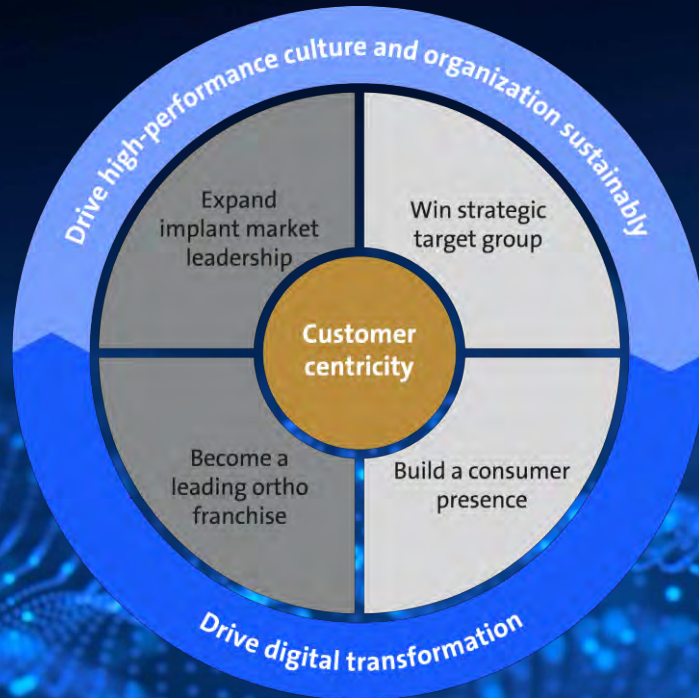 Drive high-performance culture and organization sustainably
Expand
implant market
leadership
Win strategic
target group
Customer
centricity
Become a
leading ortho
franchise
Build a consumer
presence
Drive digital transformation